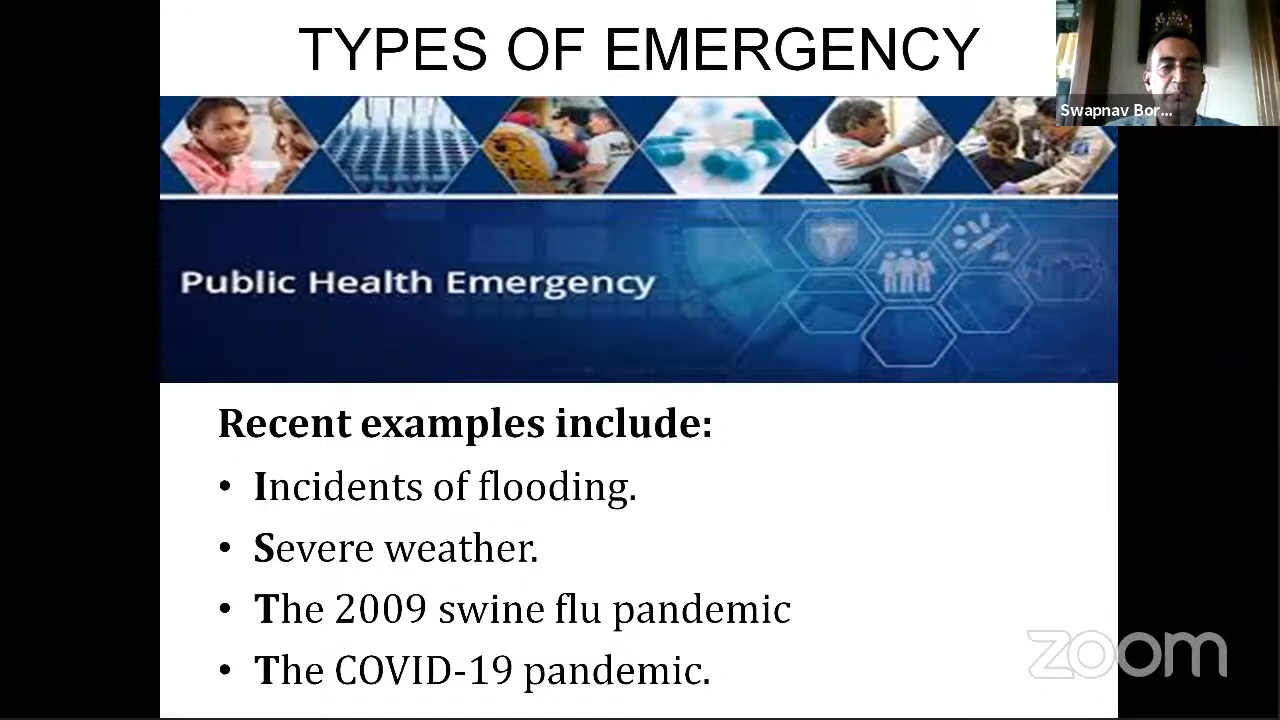 TYPES OF EMERGENCY
Swapnav Bor...
Public Health Emergency
Recent examples include:
• Incidents of flooding.
• Severe weather.
• The 2009 swine flu pandemic
• The COVID-19 pandemic.
zoom